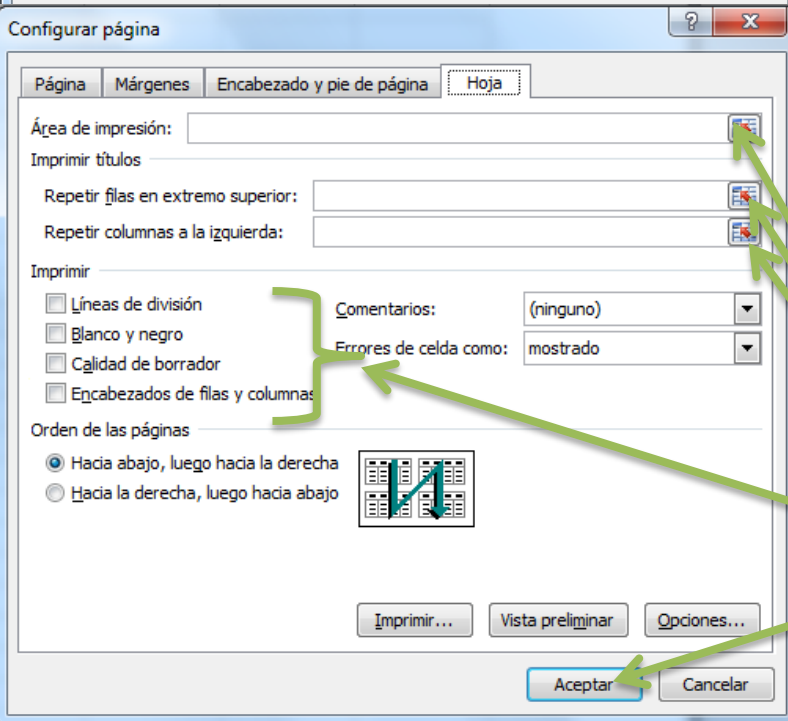 Configurar página
Página Márgenes Encabezado y pie de página Hoja
Área de impresión:
Imprimir títulos
Repetir filas en extremo superior:
Repetir columnas a la izquierda:
Imprimir
Líneas de división
Blanco y negro
Calidad de borrador
Encabezados de filas y columnas
Comentarios: (ninguno)
Errores de celda como: mostrado
Orden de las páginas
Hacia abajo, luego hacia la derecha
Hacia la derecha, luego hacia abajo
Imprimir... Vista preliminar Opciones...
Aceptar Cancelar